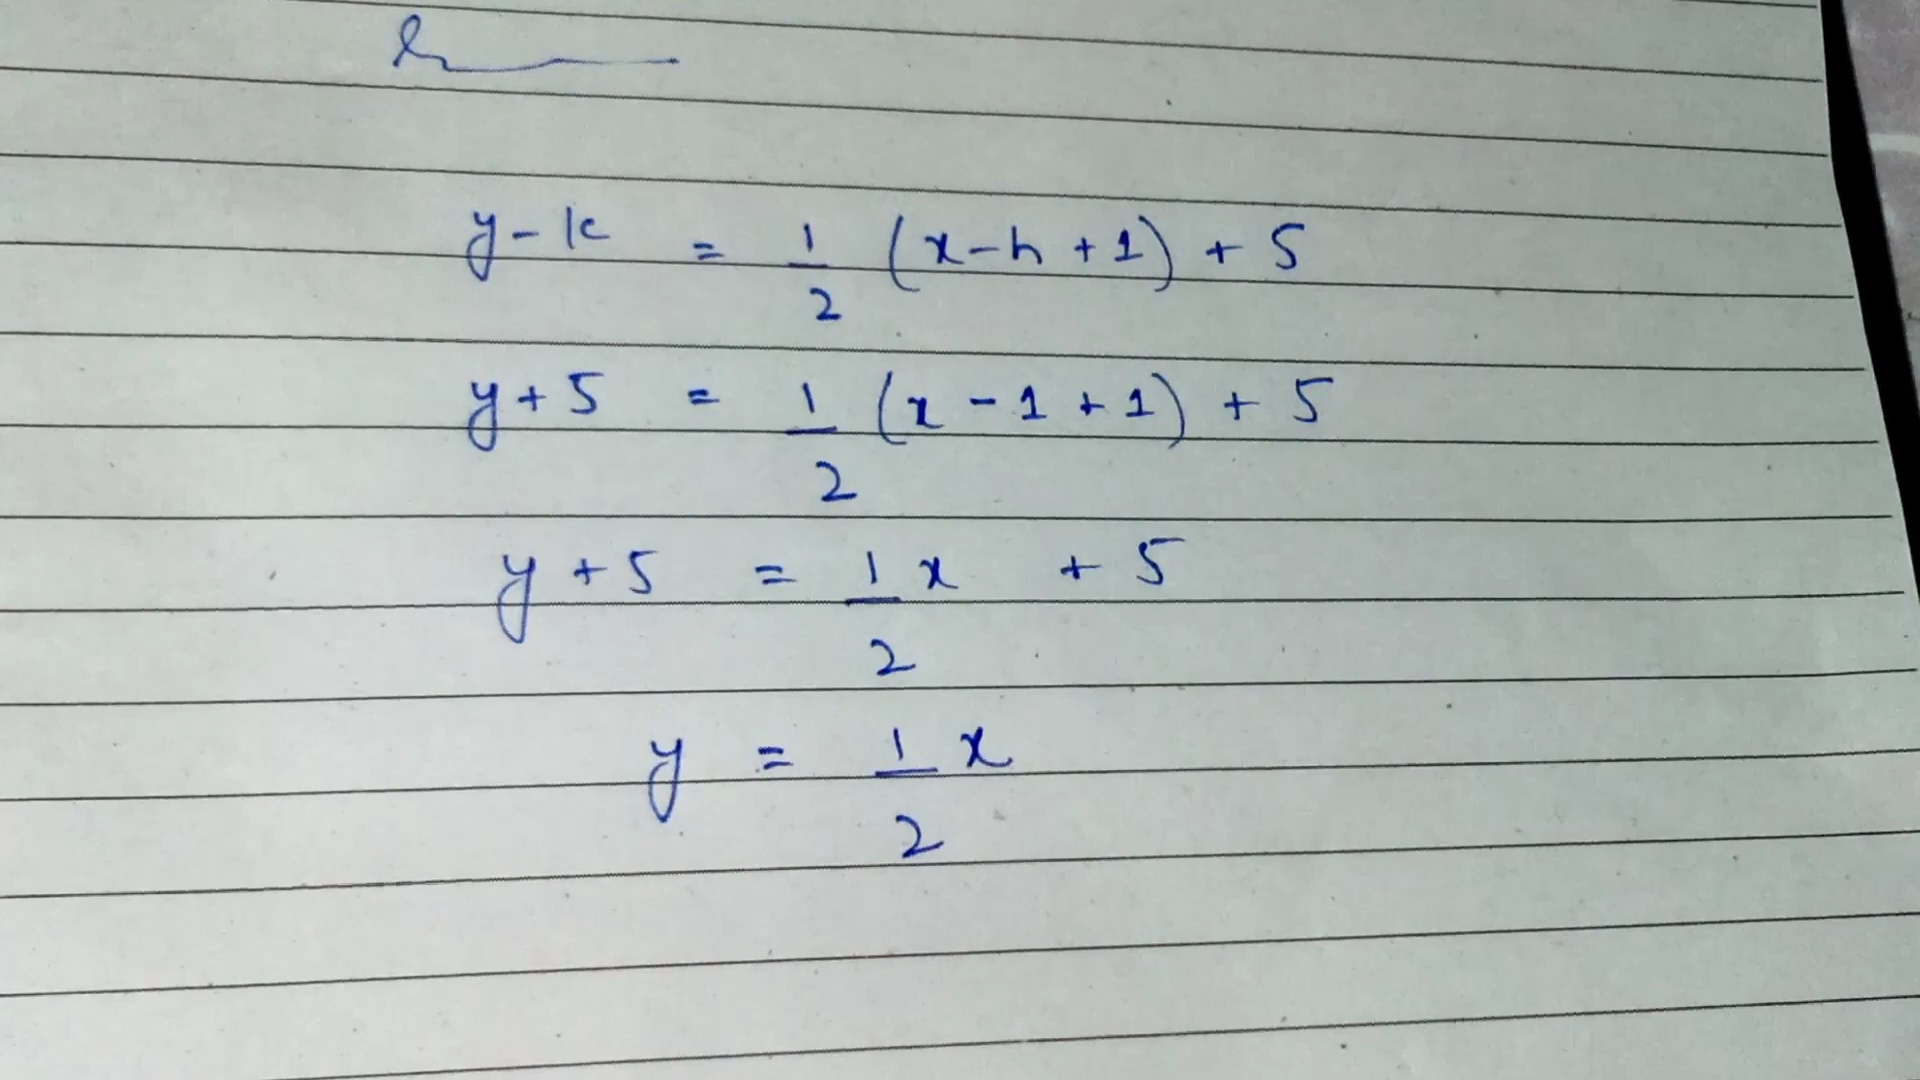 y - k = 1/2 (x - h + 1) + 5
y + 5 = 1/2 (x - 1 + 1) + 5
y + 5 = 1/2 x + 5
y = 1/2 x